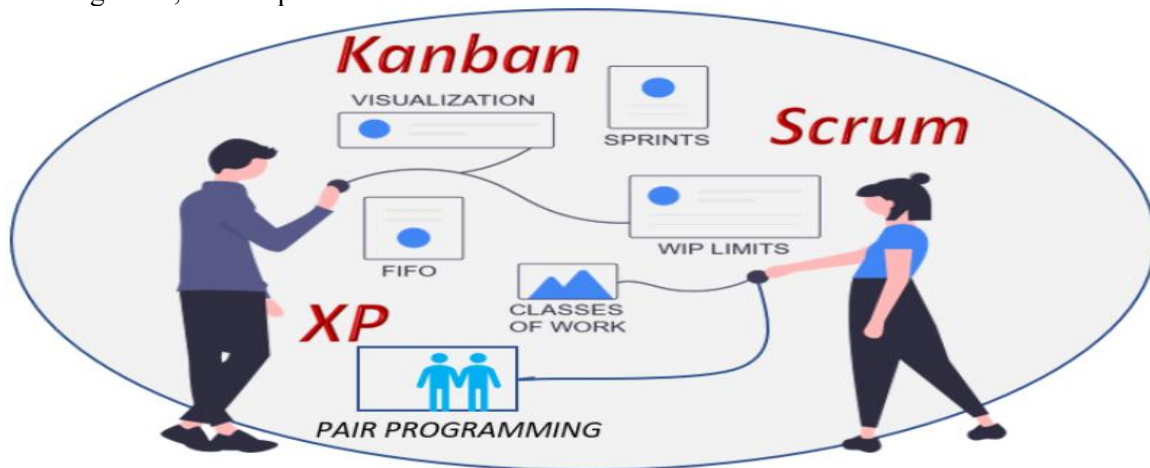 Kanban
VISUALIZATION
SPRINTS
Scrum
WIP LIMITS
FIFO
CLASSES
OF WORK
XP
PAIR PROGRAMMING